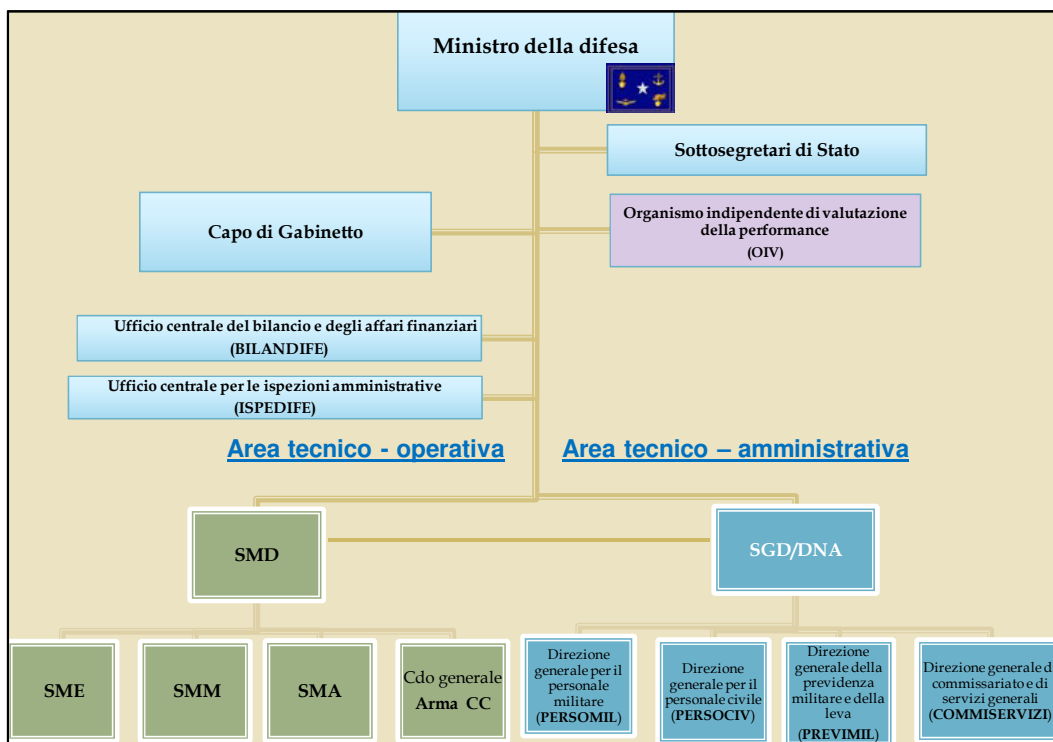 Ministro della difesa
Sottosegretari di Stato
Capo di Gabinetto
Organismo indipendente di valutazione
della performance
(OIV)
Ufficio centrale del bilancio e degli affari finanziari
(BILANDIFE)
Ufficio centrale per le ispezioni amministrative
(ISPEDIFE)
Area tecnico - operativa
Area tecnico – amministrativa
SMD
SGD/DNA
SME
SMM
SMA
Cdo generale
Arma CC
Direzione
generale per il
personale
militare
(PERSOMIL)
Direzione
generale per il
personale civile
(PERSOCIV)
Direzione
generale della
previdenza
militare e della
leva
(PREVIMIL)
Direzione generale di
commissariato e di
servizi generali
(COMMISERVIZI)